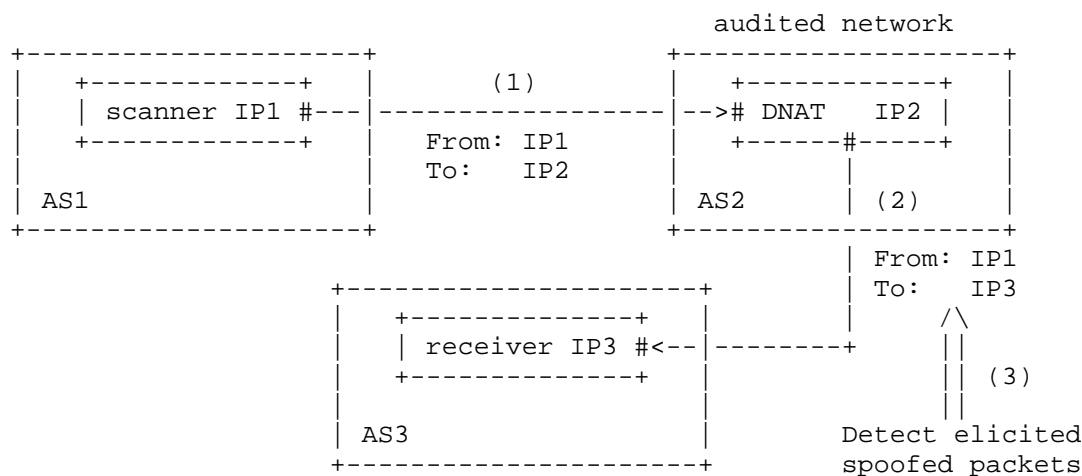 audited network
(1)
scanner IP1 # ># DNAT IP2
From: IP1 #
To: IP2
AS1 AS2 (2)
From: IP1
To: IP3
receiver IP3 #<
(3)
AS3 Detect elicited
spoofed packets